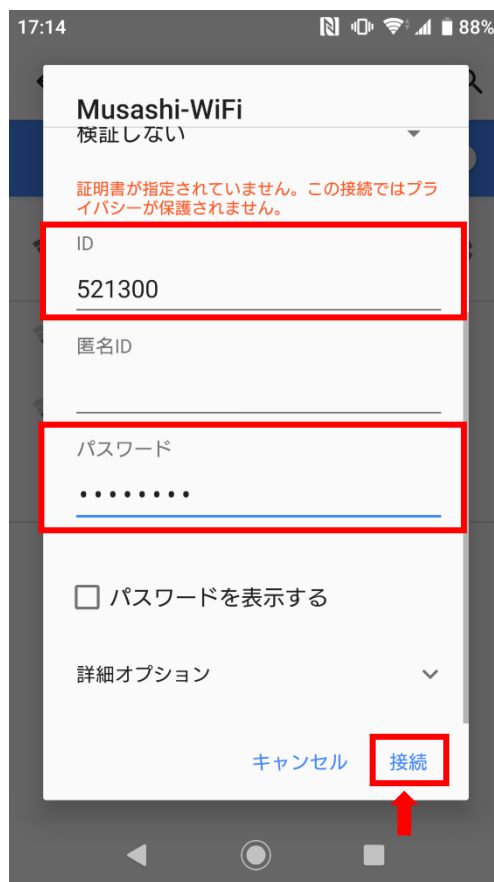 17:14 88%
Musashi-WiFi
検証しない
証明書が指定されていません。この接続ではプラ
イバシーが保護されません。
ID
521300
匿名ID
パスワード
••••••••
パスワードを表示する
詳細オプション
キャンセル 接続